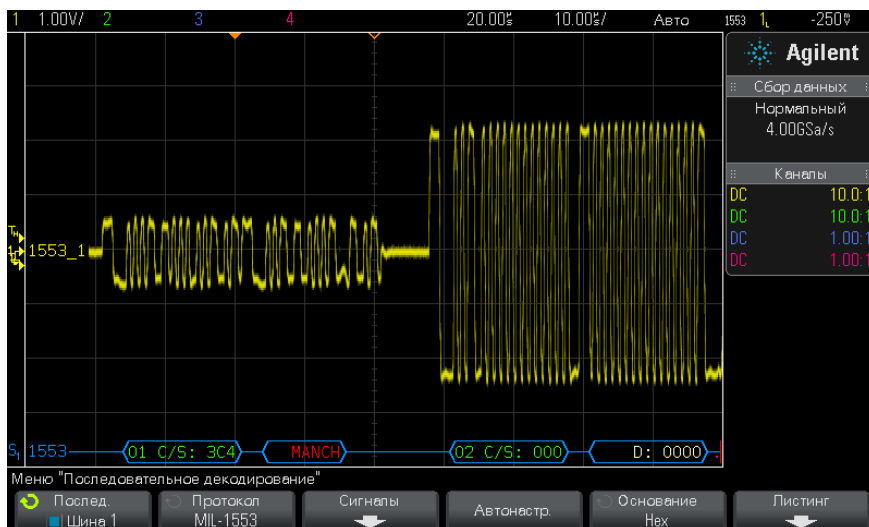 1 1.00V/ 2 3 4 20.00% 10.00%/ Авто 1553 1 L -250
Agilent
Сбор данных
Нормальный
4.00GSa/s
Каналы
DC 10.0:1
DC 10.0:1
DC 1.00:1
DC 1.00:1
1553_1
S1 1553 01 C/S: 3C4 MANCH 02 C/S: 000 D: 0000
Меню "Последовательное декодирование"
Послед. Протокол Сигналы Автонастр. Основание Листинг
Шина 1 MIL-1553 Hex